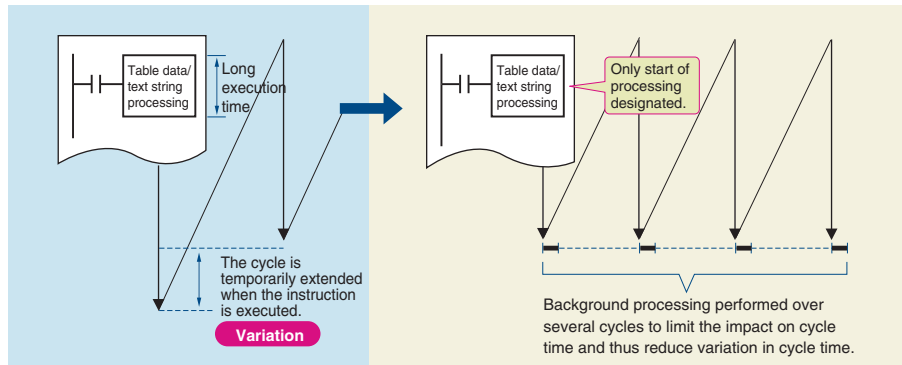 Table data/
text string
processing
Long
execution
time
The cycle is
temporarily extended
when the instruction
is executed.
Variation
Table data/
text string
processing
Only start of
processing
designated.
Background processing performed over
several cycles to limit the impact on cycle
time and thus reduce variation in cycle time.